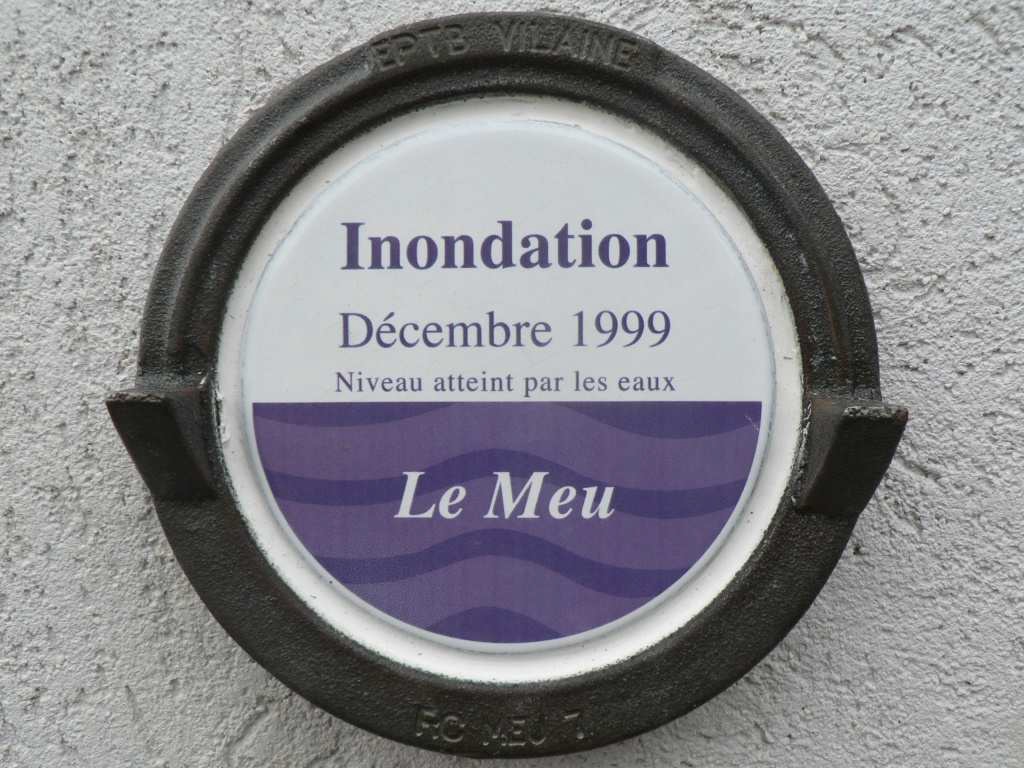 EPTB VILAINE
Inondation
Décembre 1999
Niveau atteint par les eaux
Le Meu
RC MEU 7